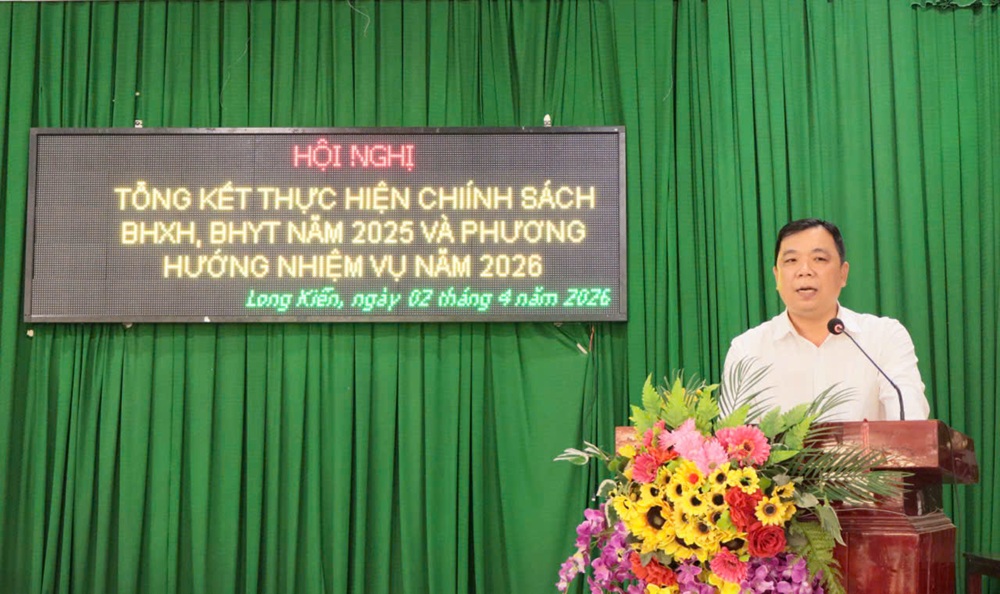 HỘI NGHỊ
TỔNG KẾT THỰC HIỆN CHIÍNH SÁCH
BHXH, BHYT NĂM 2025 VÀ PHƯƠNG
HƯỚNG NHIỆM VỤ NĂM 2026
Long Kiến, ngày 02 tháng 4 năm 2026